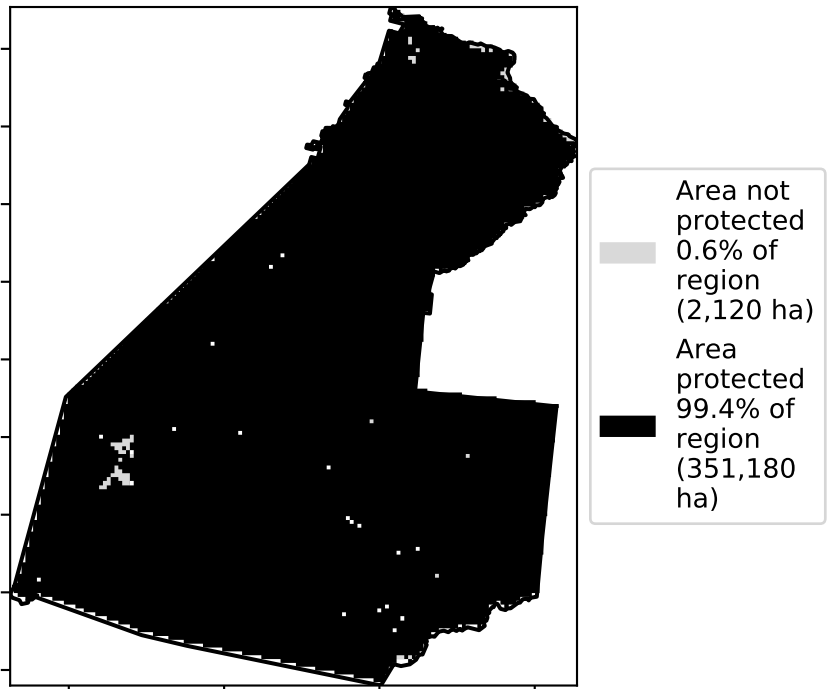 Area not
protected
0.6% of
region
(2,120 ha)
Area
protected
99.4% of
region
(351,180
ha)